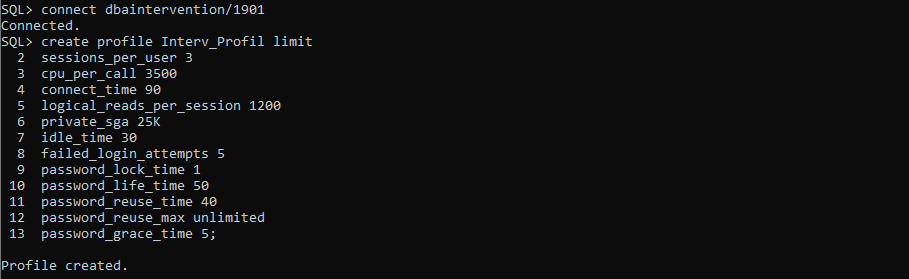 SQL> connect dbaintervention/1901
Connected.
SQL> create profile Interv_Profil limit
  2  sessions_per_user 3
  3  cpu_per_call 3500
  4  connect_time 90
  5  logical_reads_per_session 1200
  6  private_sga 25K
  7  idle_time 30
  8  failed_login_attempts 5
  9  password_lock_time 1
 10  password_life_time 50
 11  password_reuse_time 40
 12  password_reuse_max unlimited
 13  password_grace_time 5;

Profile created.